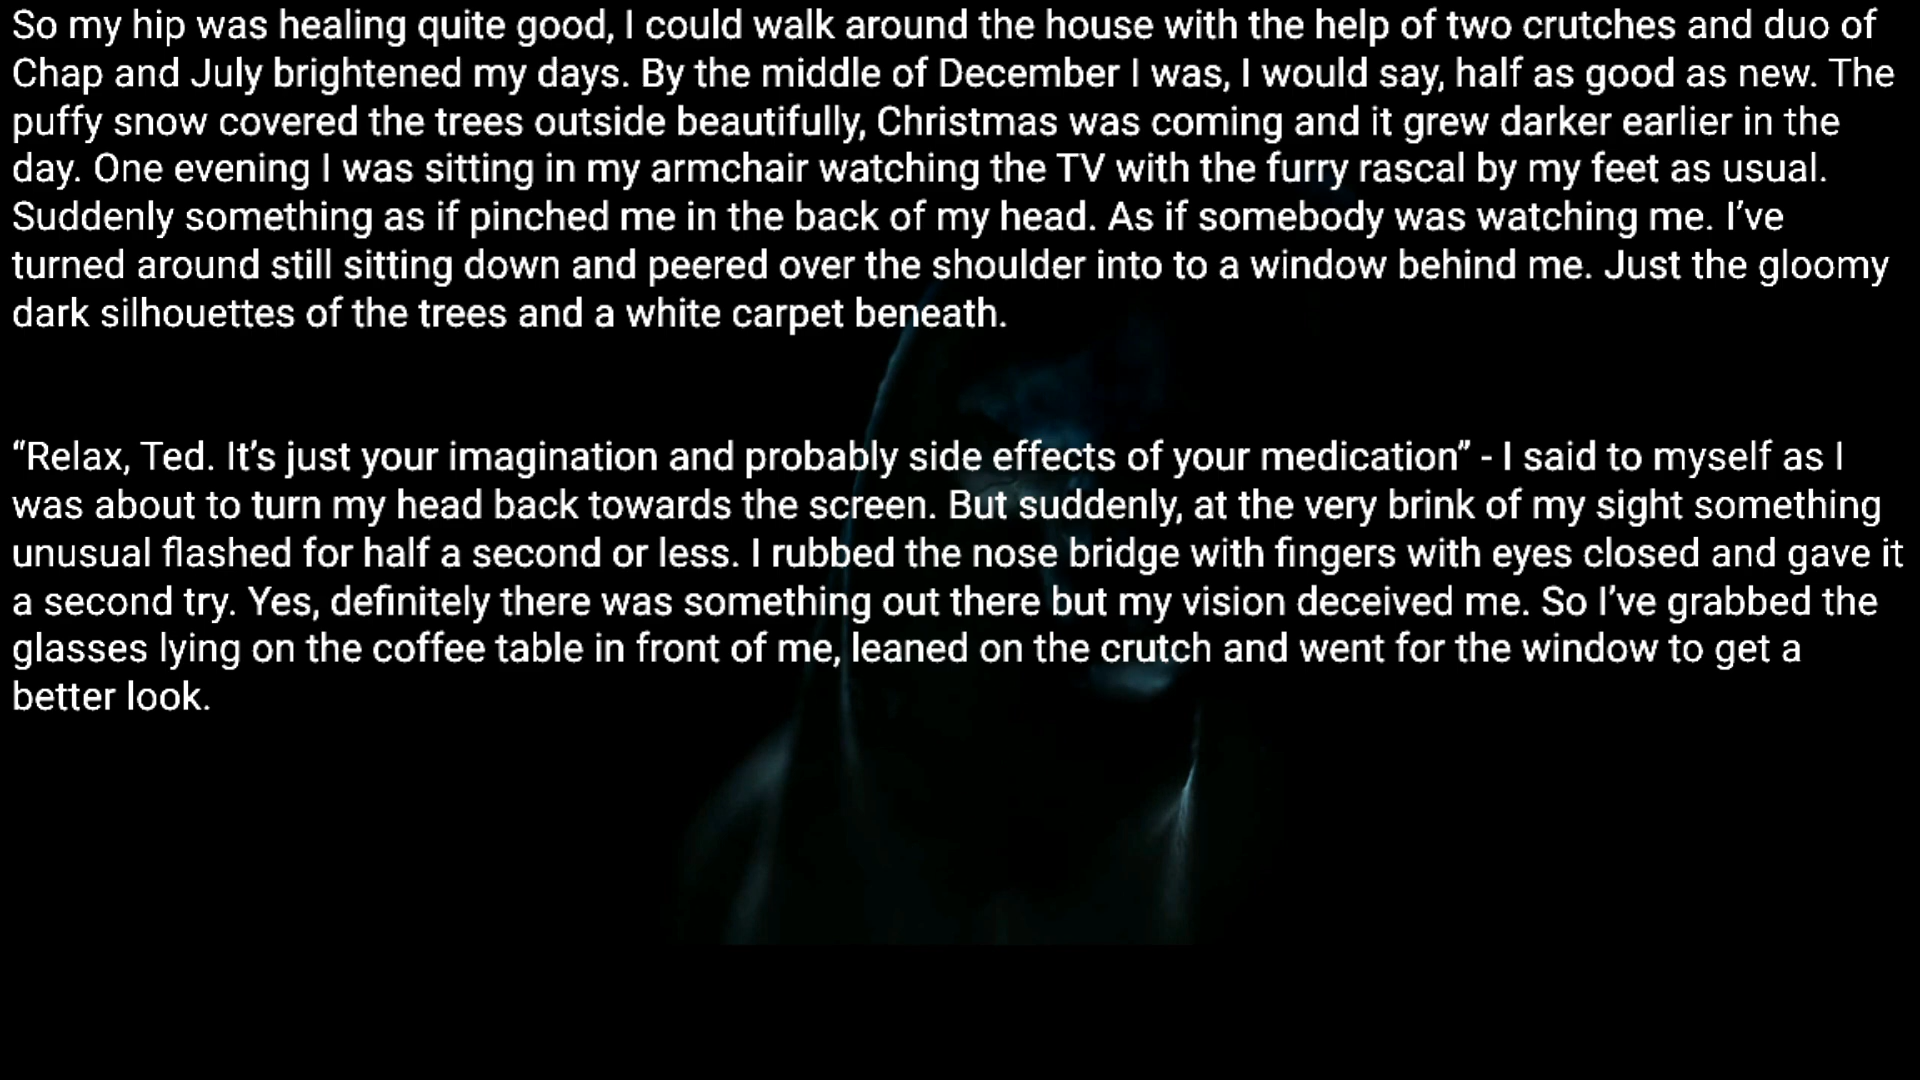 So my hip was healing quite good, I could walk around the house with the help of two crutches and duo of
Chap and July brightened my days. By the middle of December I was, I would say, half as good as new. The
puffy snow covered the trees outside beautifully, Christmas was coming and it grew darker earlier in the
day. One evening I was sitting in my armchair watching the TV with the furry rascal by my feet as usual.
Suddenly something as if pinched me in the back of my head. As if somebody was watching me. I’ve
turned around still sitting down and peered over the shoulder into to a window behind me. Just the gloomy
dark silhouettes of the trees and a white carpet beneath.
“Relax, Ted. It’s just your imagination and probably side effects of your medication” - I said to myself as I
was about to turn my head back towards the screen. But suddenly, at the very brink of my sight something
unusual flashed for half a second or less. I rubbed the nose bridge with fingers with eyes closed and gave it
a second try. Yes, definitely there was something out there but my vision deceived me. So I’ve grabbed the
glasses lying on the coffee table in front of me, leaned on the crutch and went for the window to get a
better look.